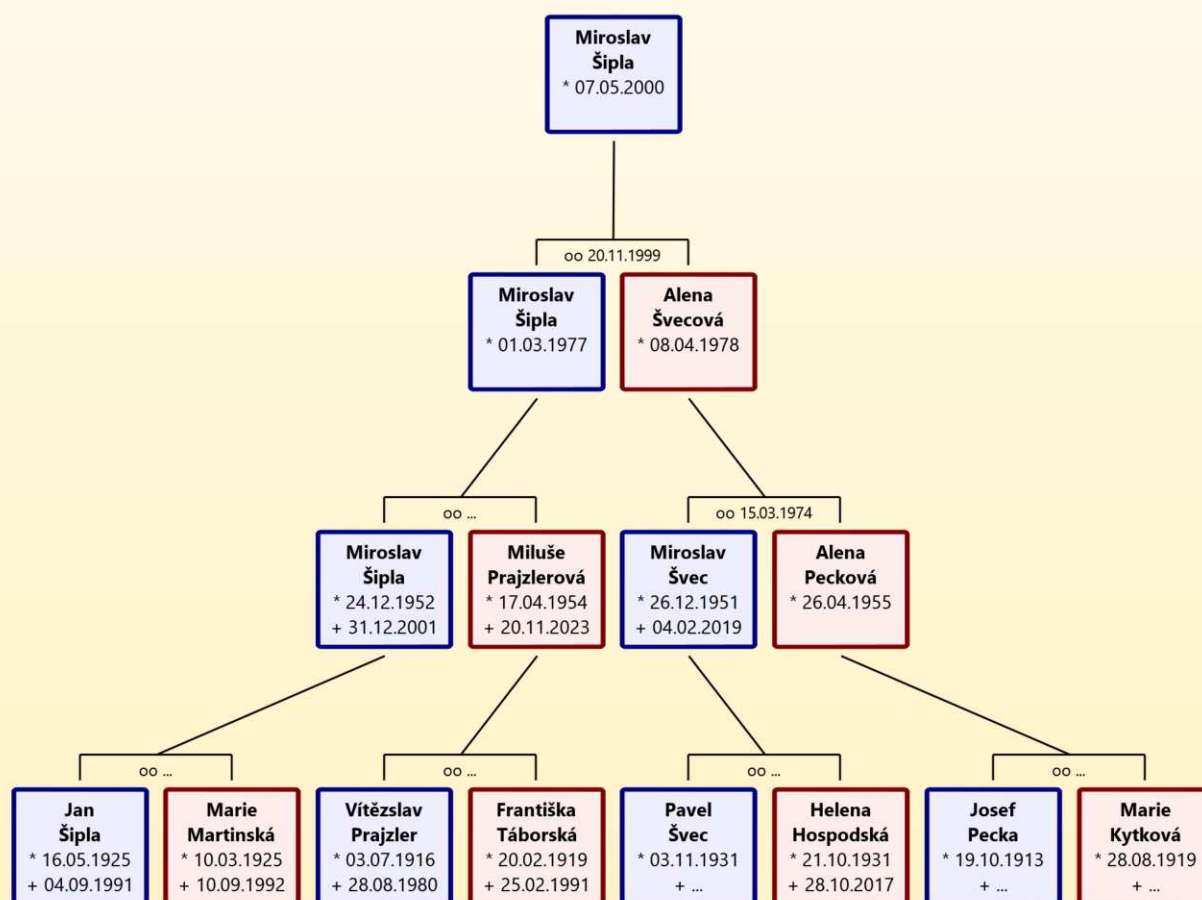 Miroslav
Šipla
* 07.05.2000
oo 20.11.1999
Miroslav
Šipla
* 01.03.1977
Alena
Švecová
* 08.04.1978
oo ...
oo 15.03.1974
Miroslav
Šipla
* 24.12.1952
+ 31.12.2001
Miluše
Prajzlerová
* 17.04.1954
+ 20.11.2023
Miroslav
Švec
* 26.12.1951
+ 04.02.2019
Alena
Pecková
* 26.04.1955
oo ...
oo ...
oo ...
oo ...
Jan
Šipla
* 16.05.1925
+ 04.09.1991
Marie
Martinská
* 10.03.1925
+ 10.09.1992
Vítězslav
Prajzler
* 03.07.1916
+ 28.08.1980
Františka
Táborská
* 20.02.1919
+ 25.02.1991
Pavel
Švec
* 03.11.1931
+ ...
Helena
Hospodská
* 21.10.1931
+ 28.10.2017
Josef
Pecka
* 19.10.1913
+ ...
Marie
Kytková
* 28.08.1919
+ ...